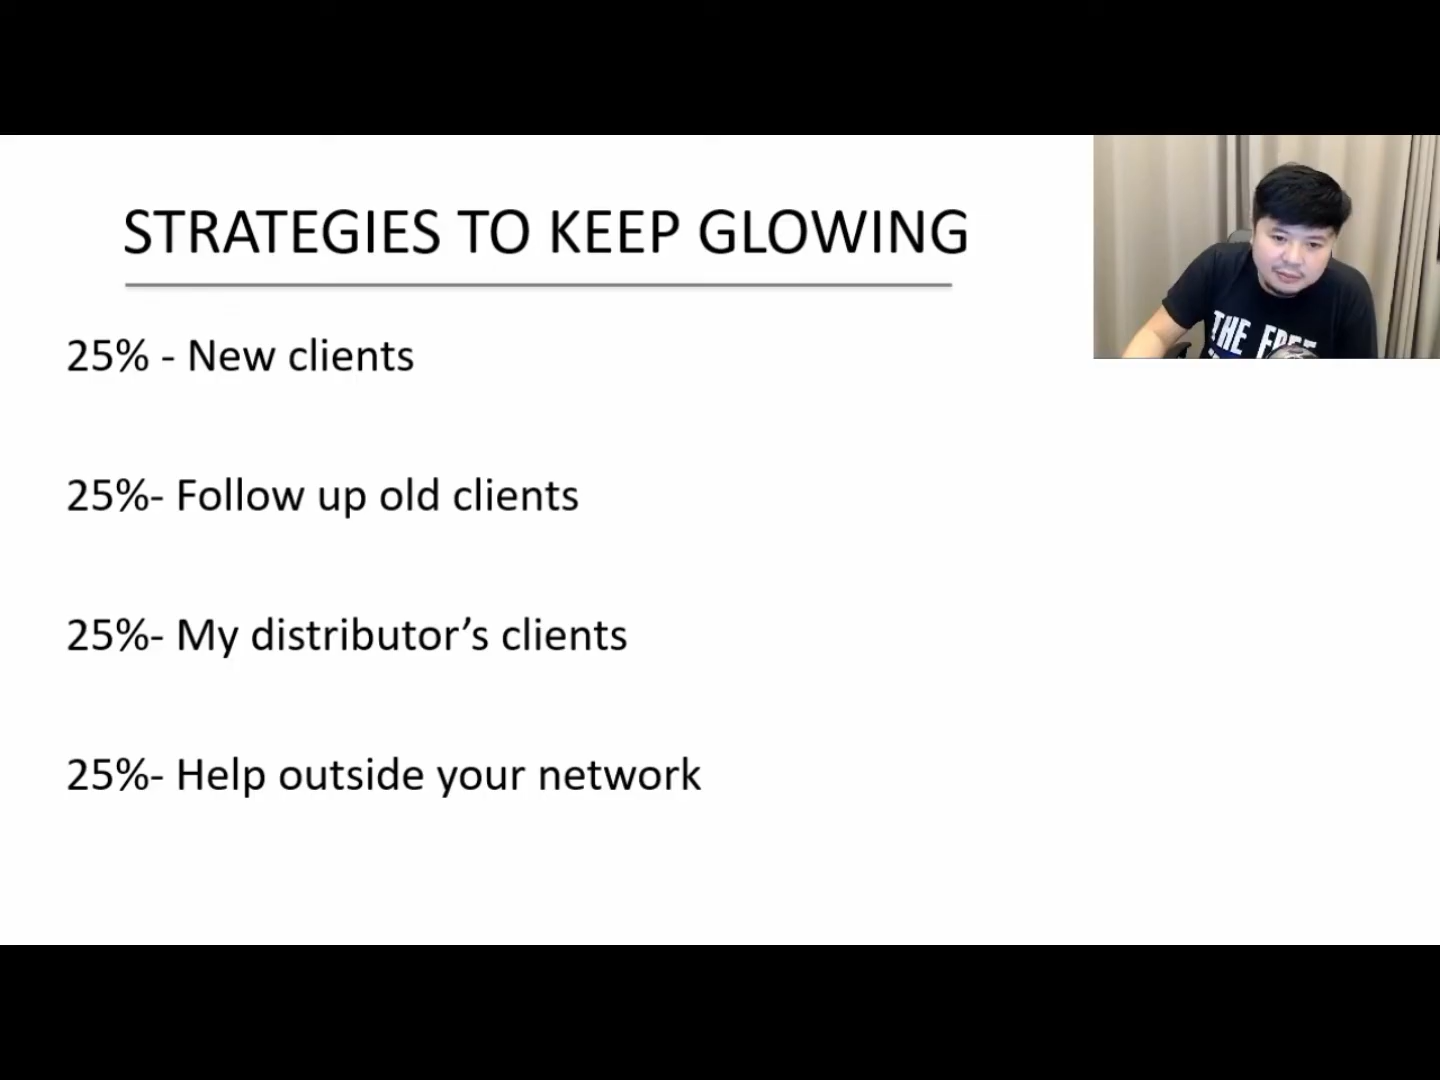 STRATEGIES TO KEEP GLOWING
25% - New clients
25%- Follow up old clients
25%- My distributor’s clients
25%- Help outside your network
THE